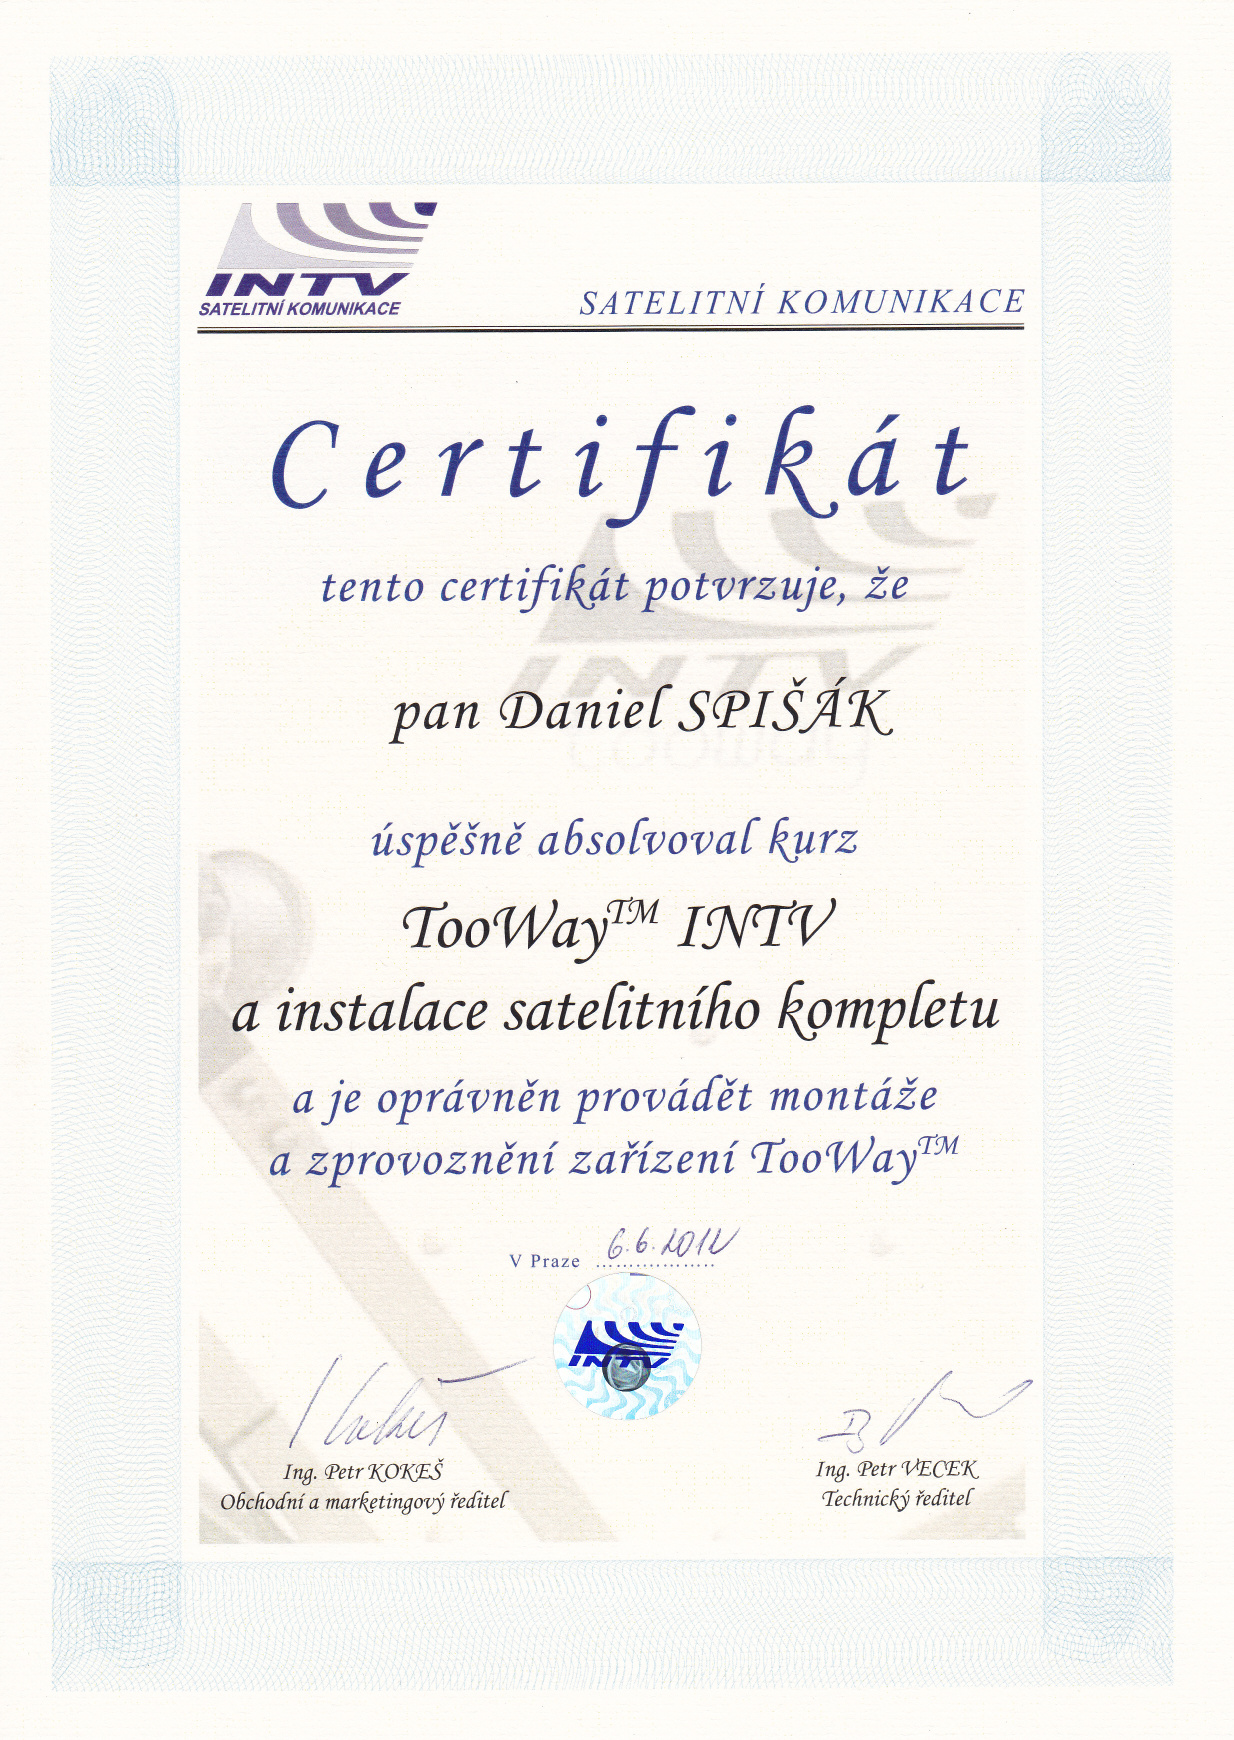 INTV
SATELITNÍ KOMUNIKACE
SATELITNÍ KOMUNIKACE
Certifikát
tento certifikát potvrzuje, že
INTV
pan Daniel SPIŠÁK
úspěšně absolvoval kurz
TooWay™ INTV
a instalace satelitního kompletu
a je oprávněn provádět montáže
a zprovoznění zařízení TooWay™
V Praze 6.6.2012
INTV
Ing. Petr KOKEŠ
Obchodní a marketingový ředitel
Ing. Petr VECEK
Technický ředitel